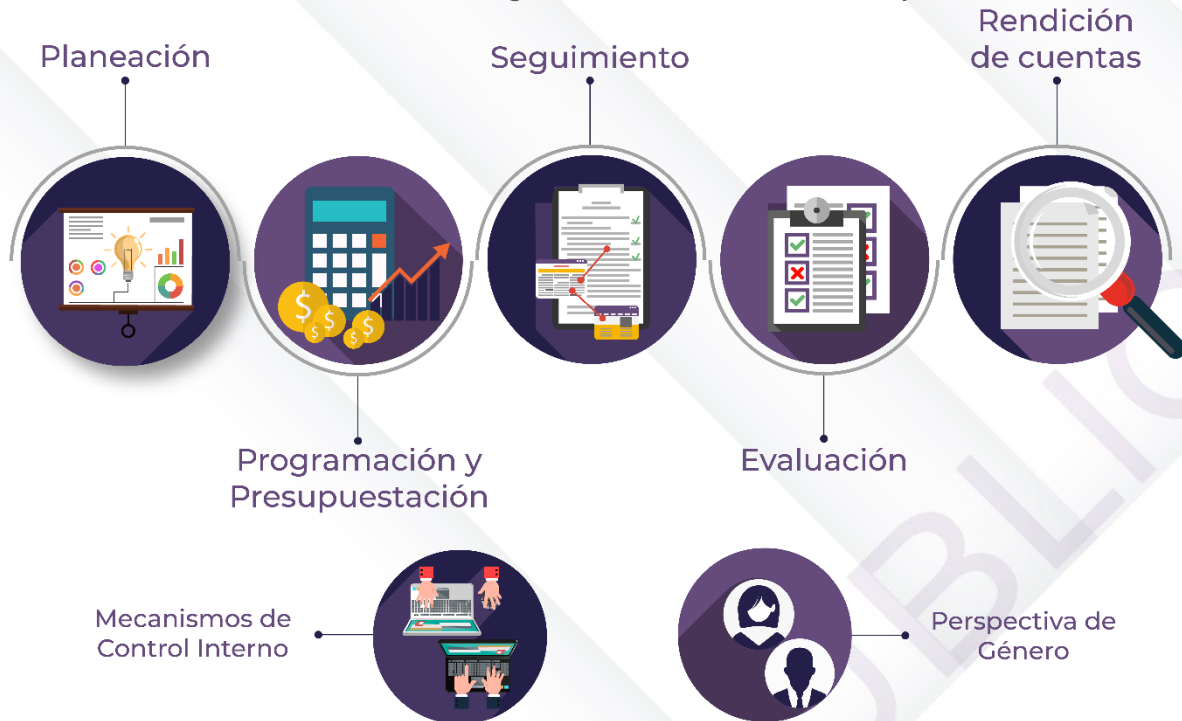 Planeación
Seguimiento
Rendición
de cuentas
$
$
$
$
$
Programación y
Presupuestación
Evaluación
Mecanismos de
Control Interno
Perspectiva de
Género